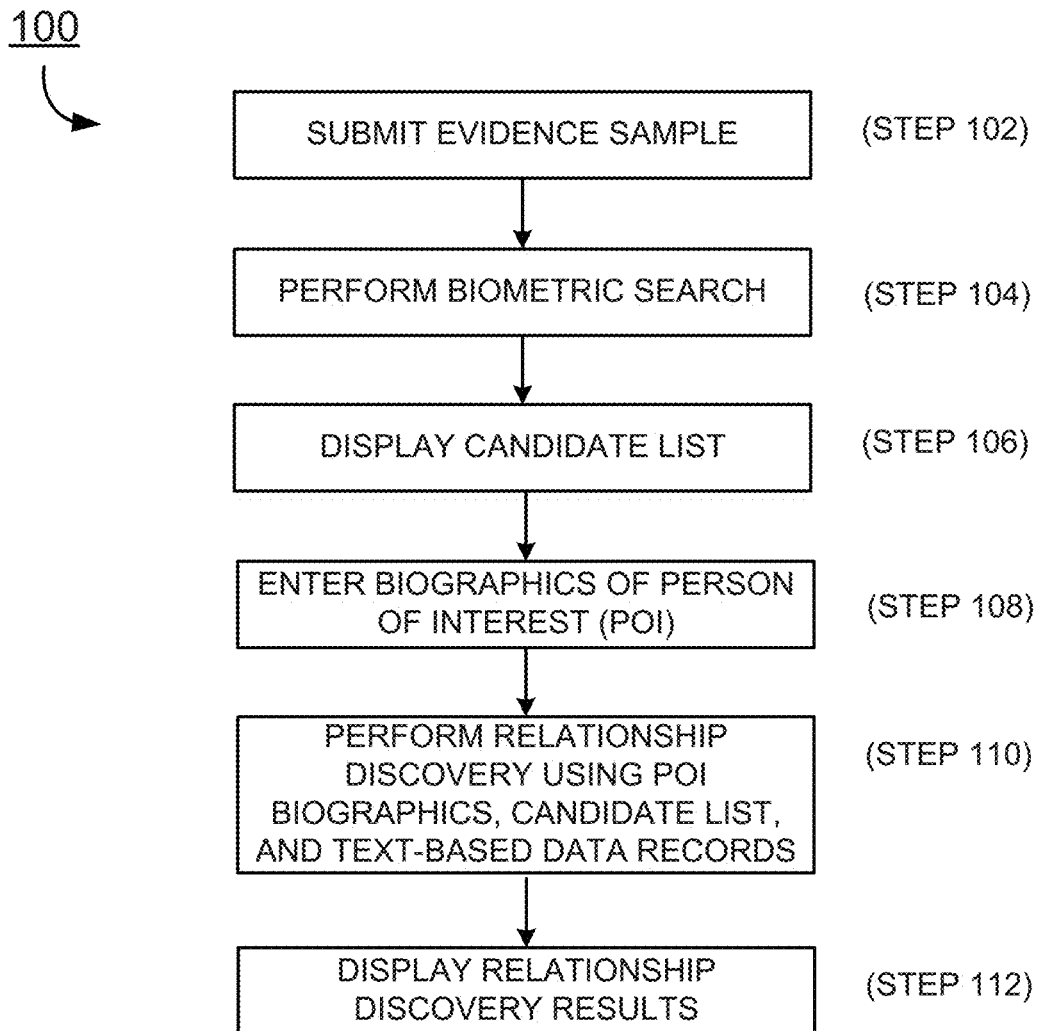 100
SUBMIT EVIDENCE SAMPLE
(STEP 102)
PERFORM BIOMETRIC SEARCH
(STEP 104)
DISPLAY CANDIDATE LIST
(STEP 106)
ENTER BIOGRAPHICS OF PERSON
OF INTEREST (POI)
(STEP 108)
PERFORM RELATIONSHIP
DISCOVERY USING POI
BIOGRAPHICS, CANDIDATE LIST,
AND TEXT-BASED DATA RECORDS
(STEP 110)
DISPLAY RELATIONSHIP
DISCOVERY RESULTS
(STEP 112)